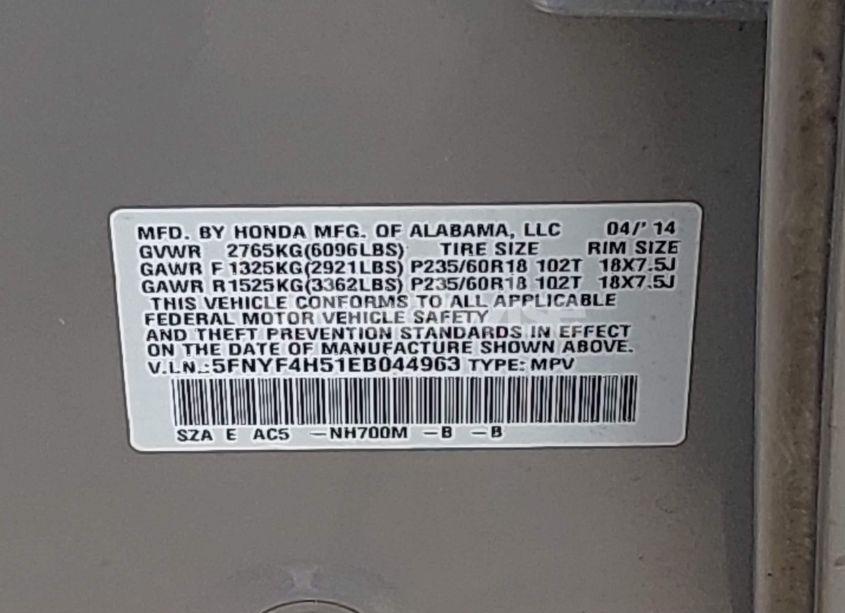 MFD. BY HONDA MFG. OF ALABAMA, LLC 04/' 14
GVWR 2765KG(6096LBS) TIRE SIZE RIM SIZE
GAWR F 1325KG(2921LBS) P235/60R18 102T 18X7.5J
GAWR R 1525KG(3362LBS) P235/60R18 102T 18X7.5J
THIS VEHICLE CONFORMS TO ALL APPLICABLE
FEDERAL MOTOR VEHICLE SAFETY
AND THEFT PREVENTION STANDARDS IN EFFECT
ON THE DATE OF MANUFACTURE SHOWN ABOVE.
V.I.N.:5FNYF4H51EB044963 TYPE: MPV
SZA E AC5 -NH700M -B -B